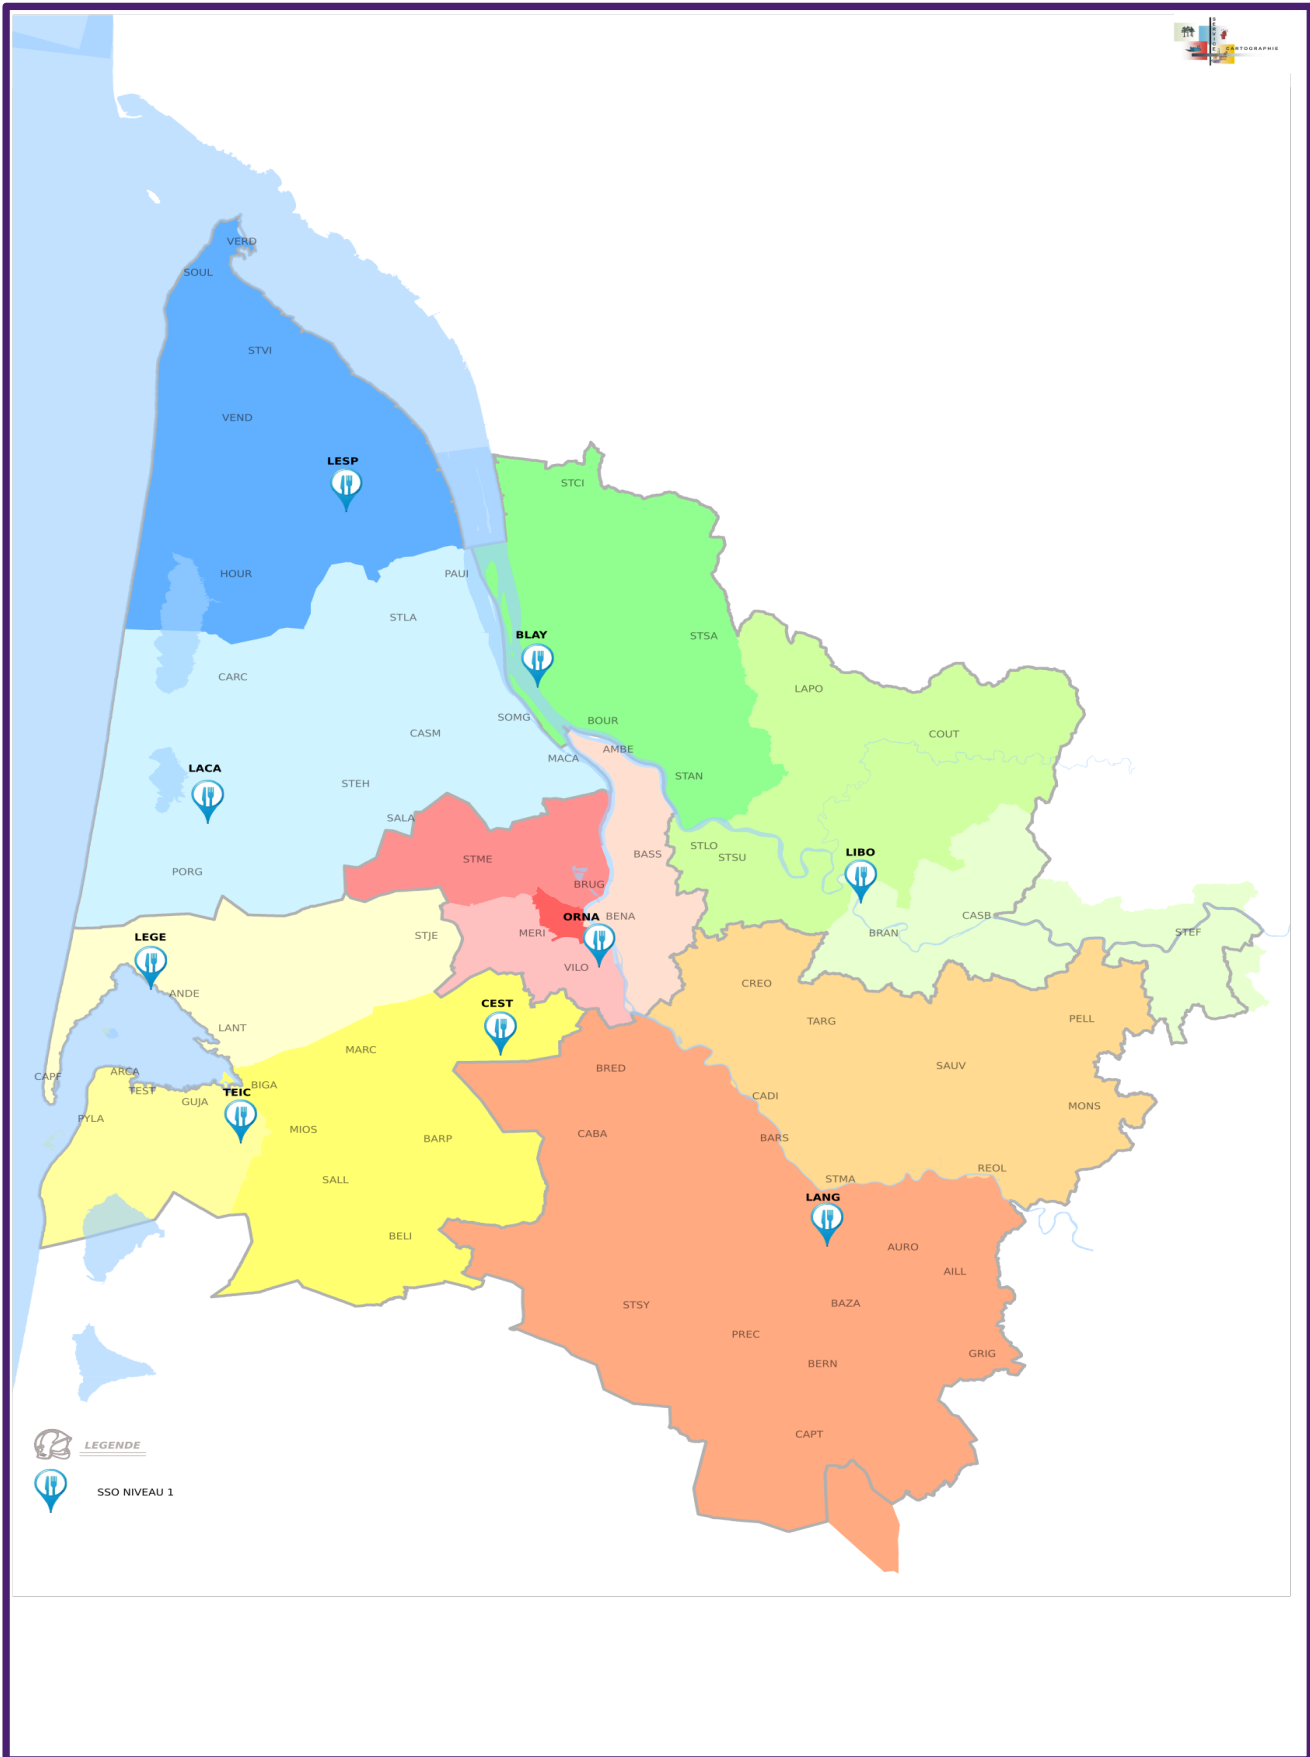 SERVICE
CARTOGRAPHIE
VERD
SOUL
STVI
VEND
LESP
STCI
HOUR
PAUI
STLA
BLAY
STSA
CARC
LAPO
SOMG
BOUR
CASM
COUT
AMBE
MACA
LACA
STEH
STAN
SALA
STLO
STSU
BASS
STME
LIBO
PORG
BRUG
ORNA
BENA
CASB
MERI
BRAN
STEF
STJE
LEGE
VILO
CREO
ANDE
CEST
TARG
PELL
LANT
MARC
SAUV
BRED
ARCA
CAPF
BIGA
TEST
TEIC
GUJA
CADI
MONS
PYLA
MIOS
CABA
BARP
BARS
REOL
SALL
STMA
LANG
BELI
AURO
AILL
STSY
BAZA
PREC
GRIG
BERN
CAPT
LEGENDE
SSO NIVEAU 1